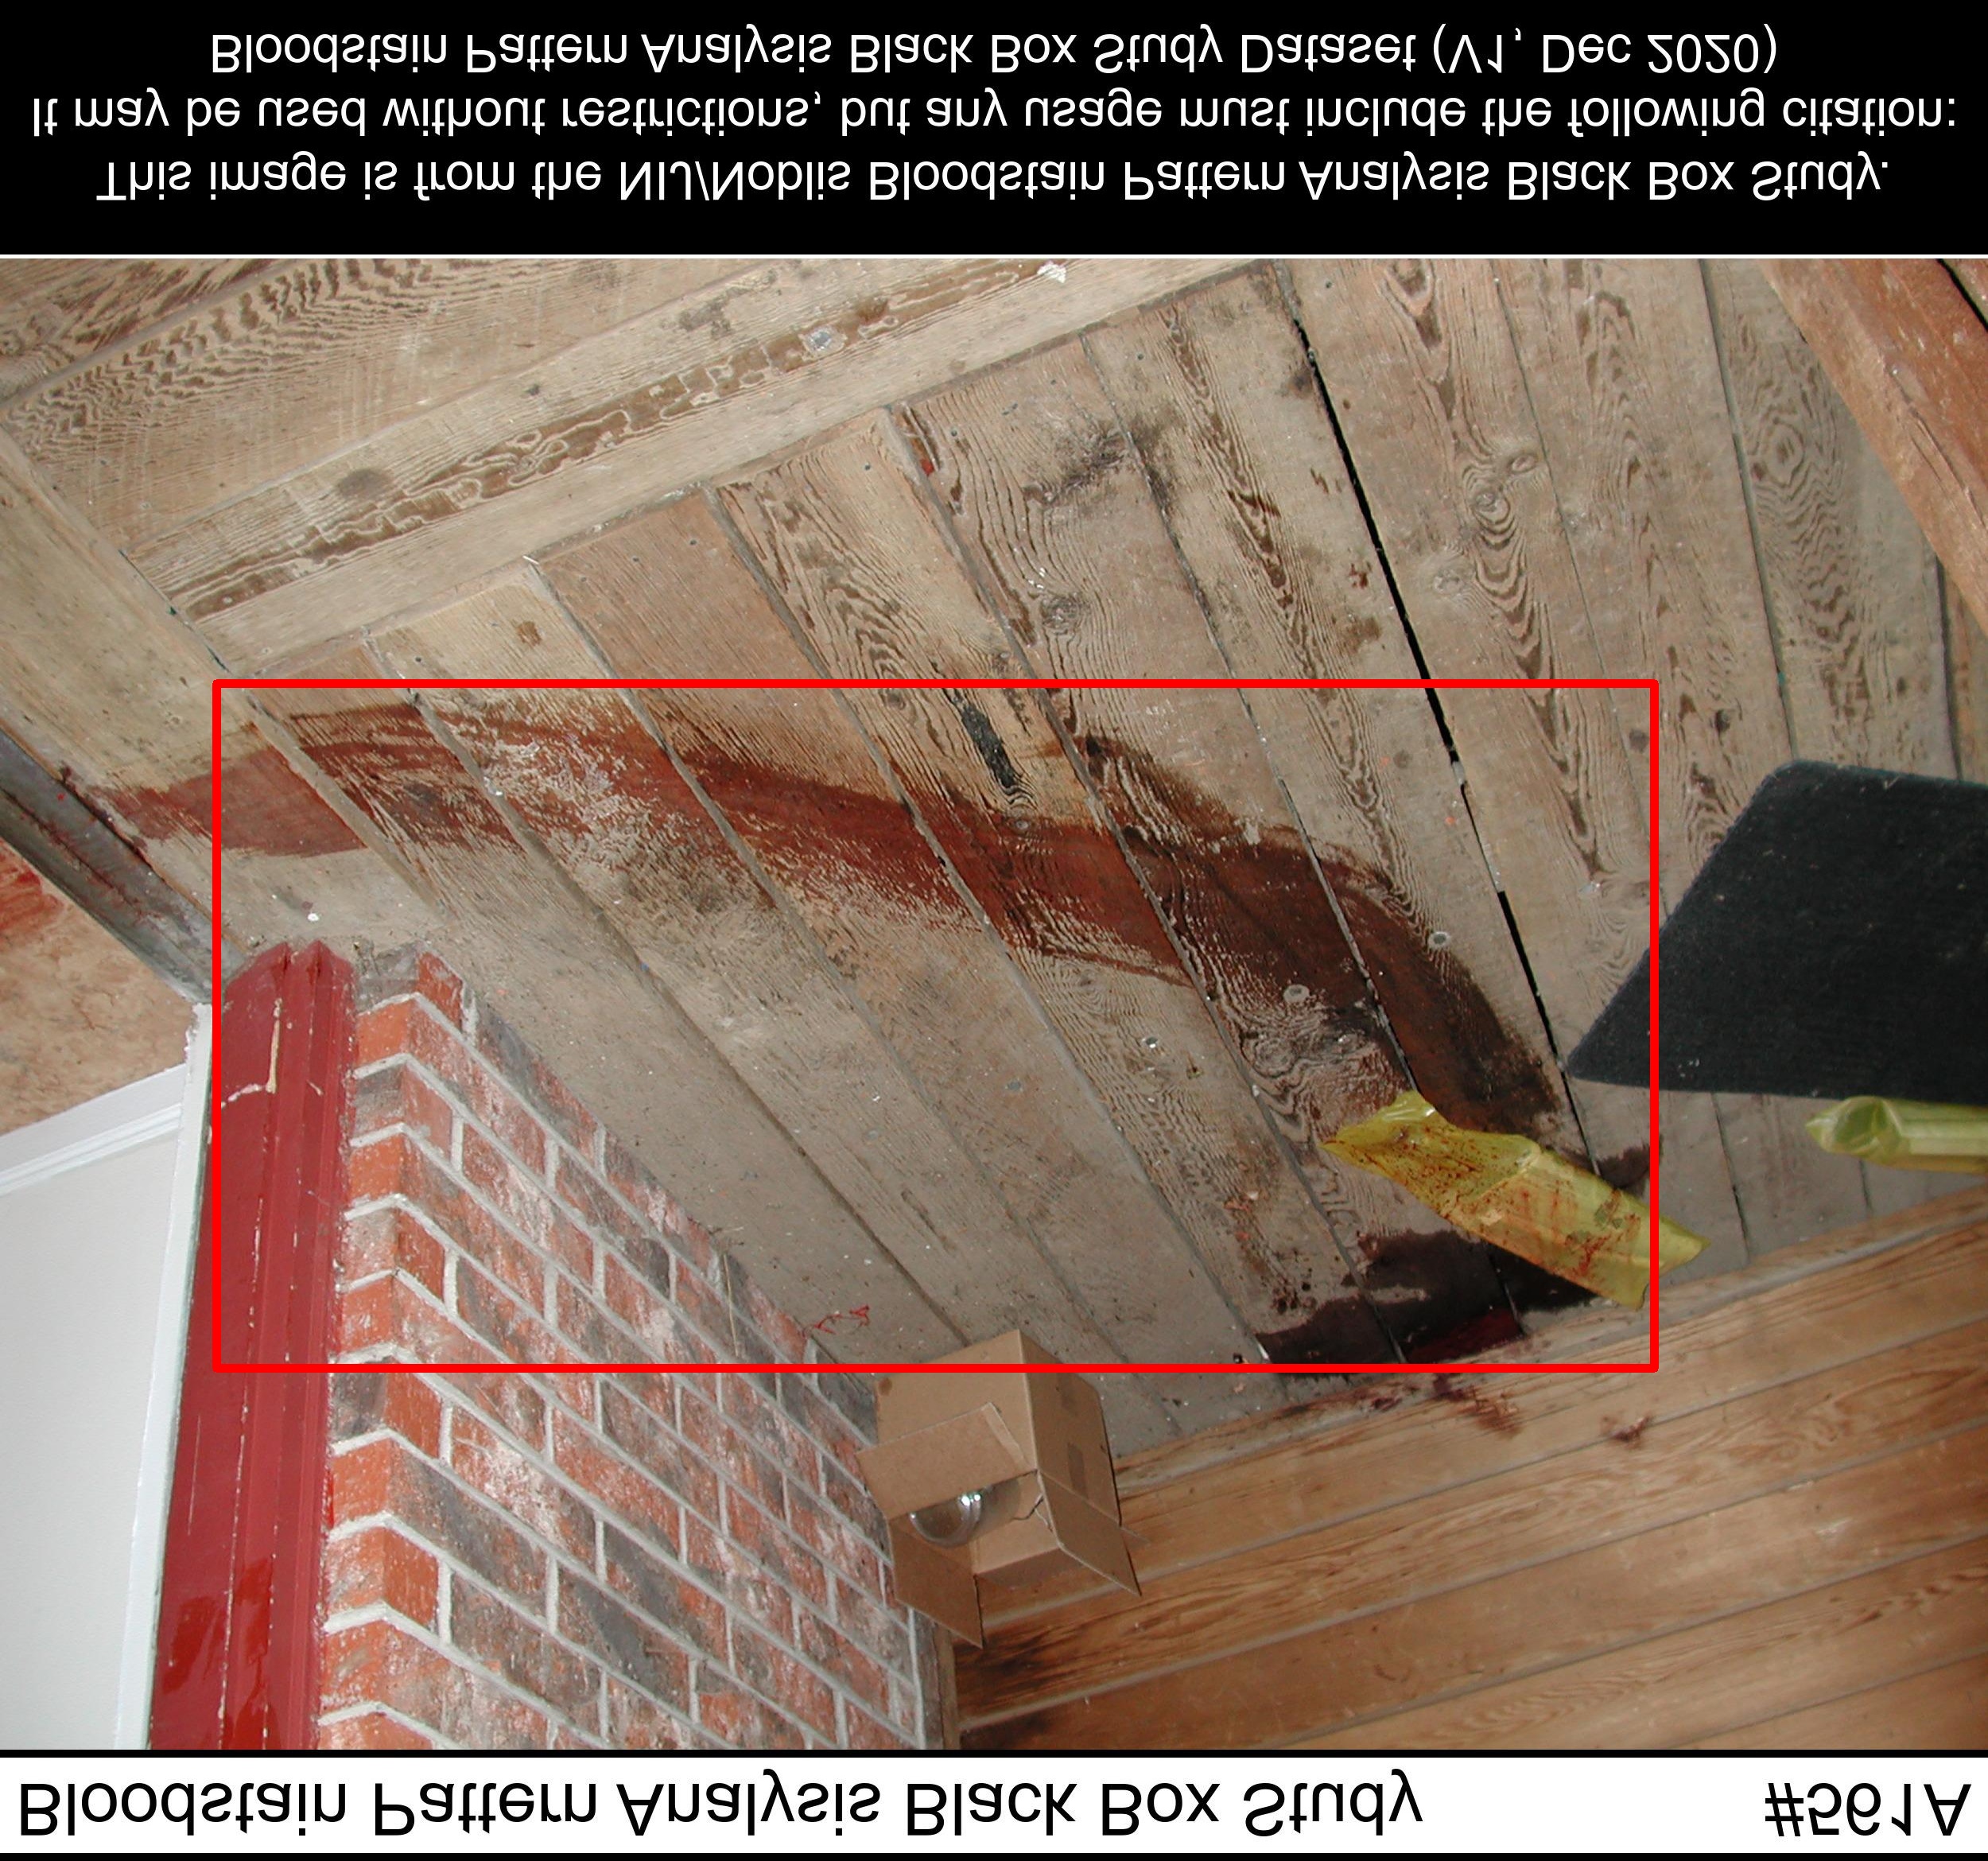 Bloodstain Pattern Analysis Black Box Study #561A
This image is from the NIJ/Noblis Bloodstain Pattern Analysis Black Box Study.
It may be used without restrictions, but any usage must include the following citation:
Bloodstain Pattern Analysis Black Box Study Dataset (V1, Dec 2020)